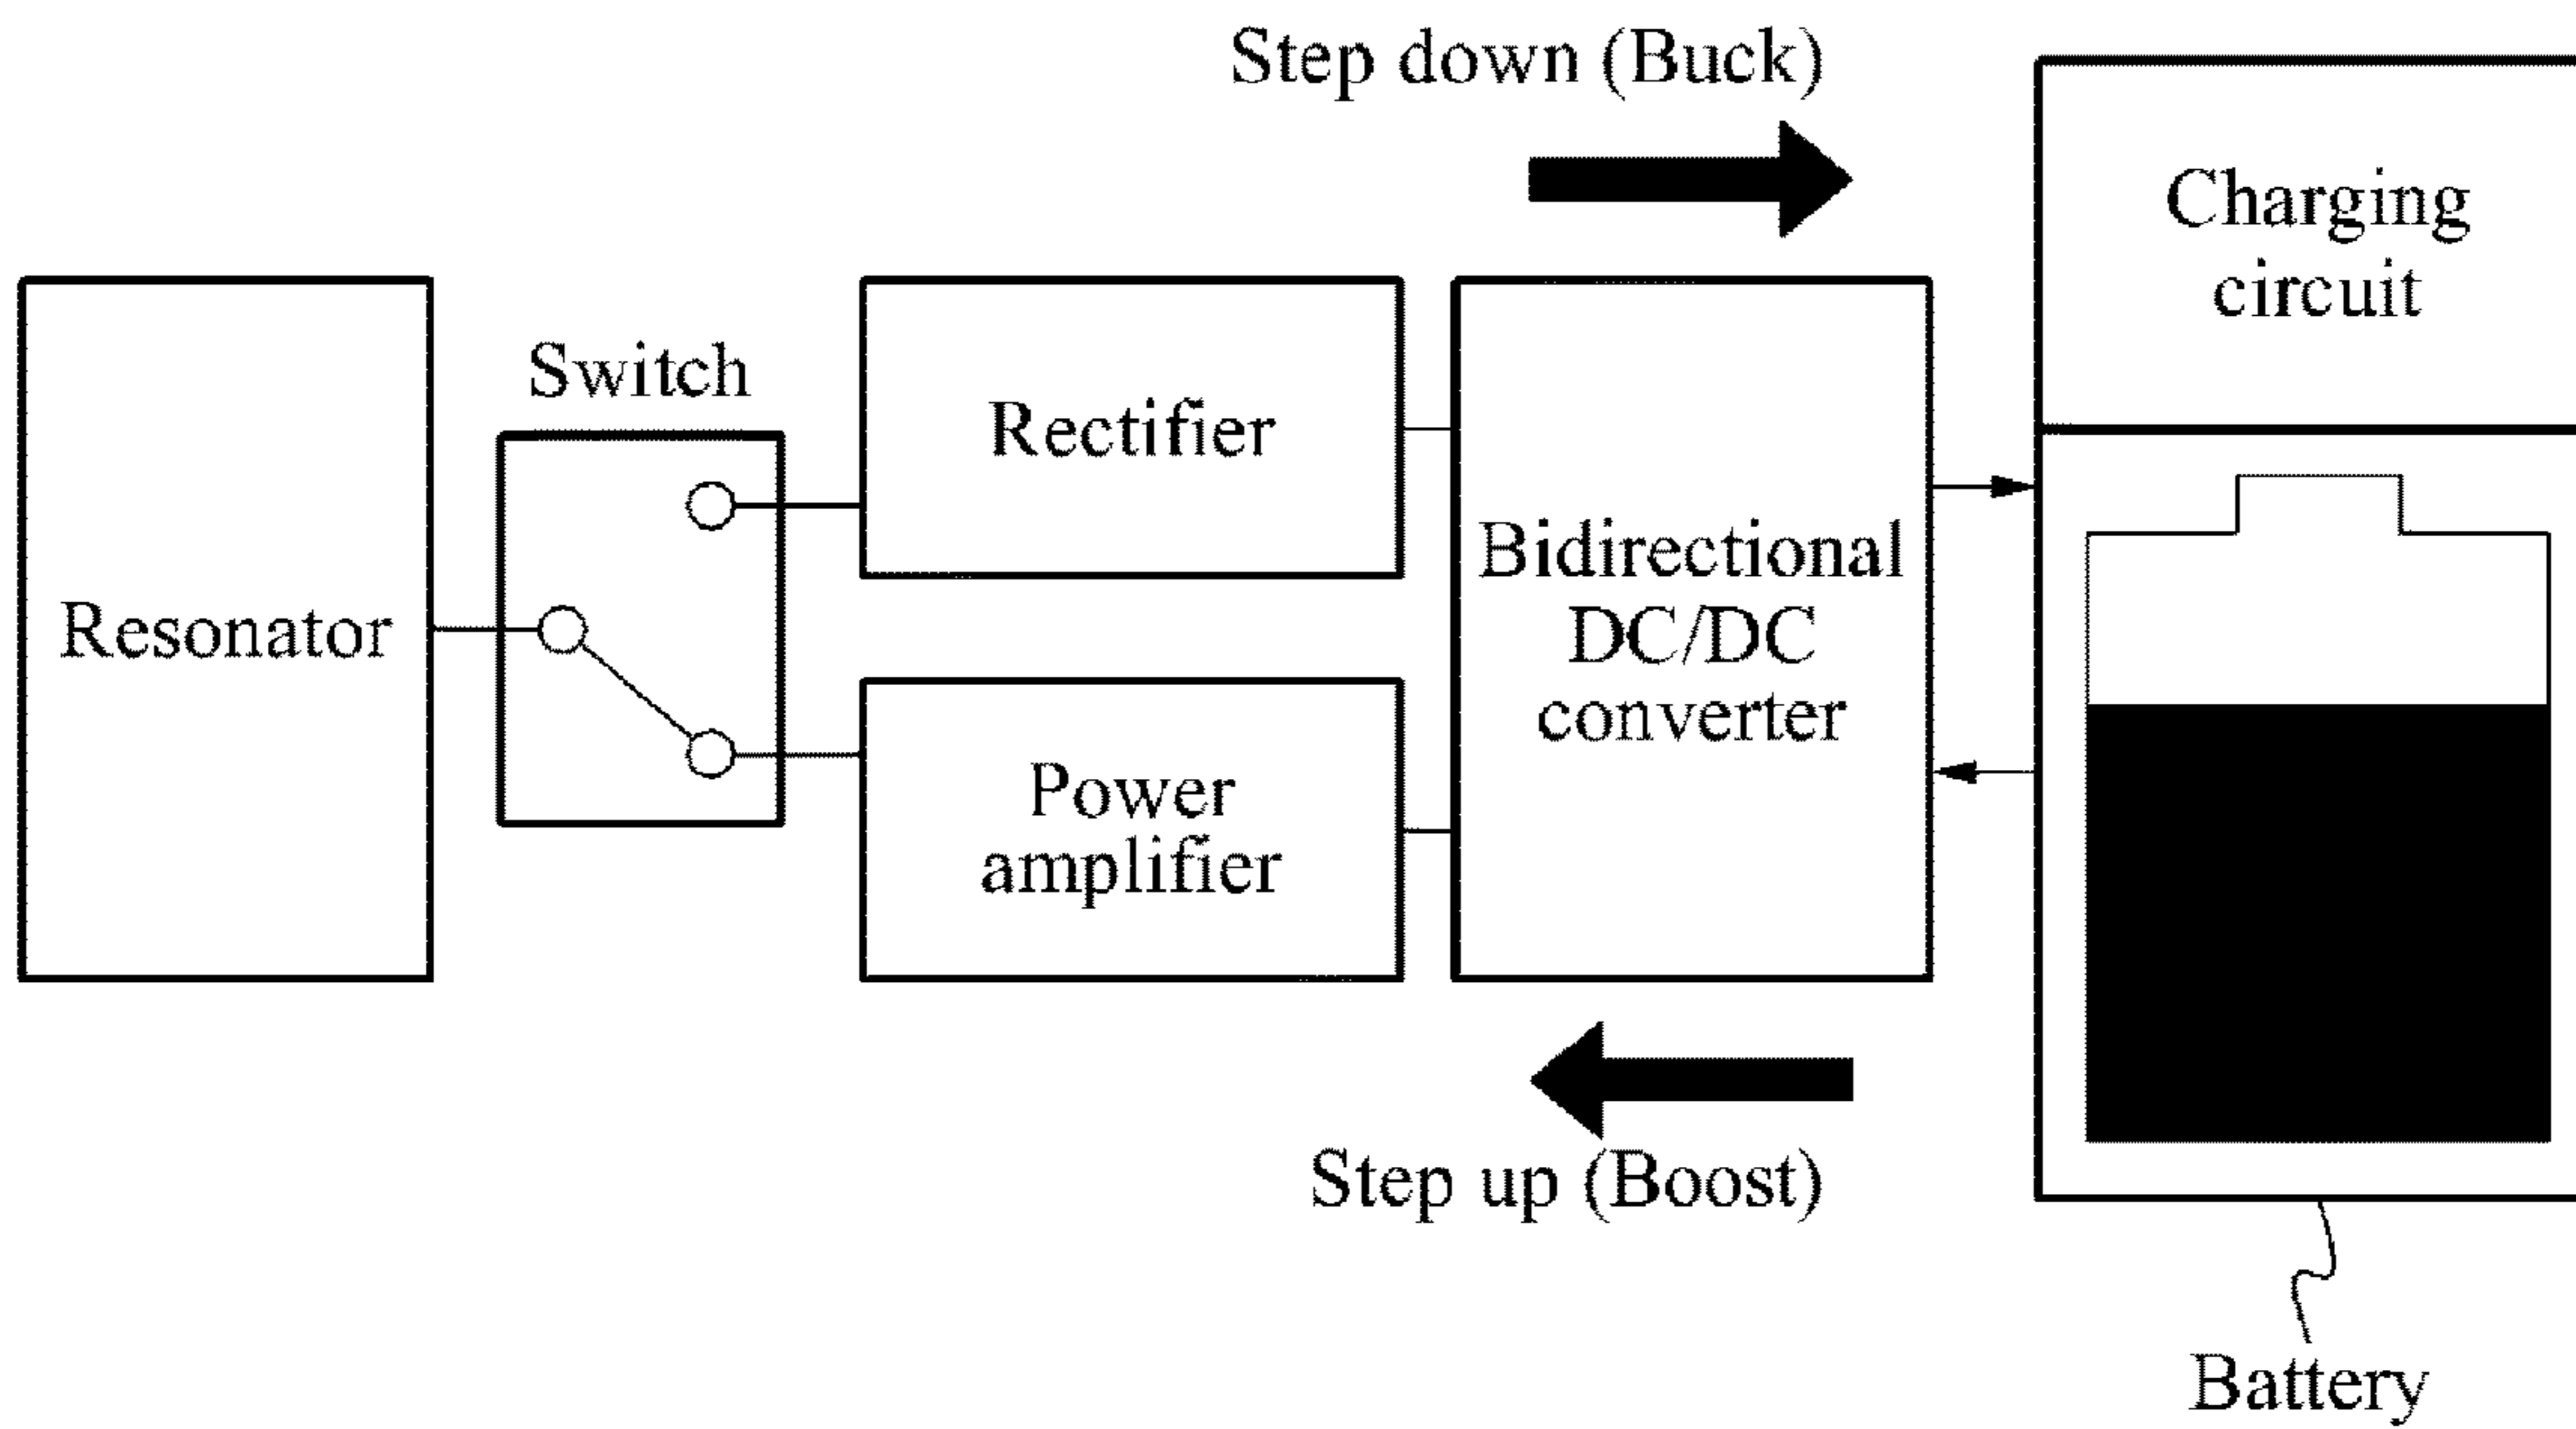 Step down (Buck)
Charging
circuit
Switch
Rectifier
Resonator
Bidirectional
DC/DC
converter
Power
amplifier
Step up (Boost)
Battery